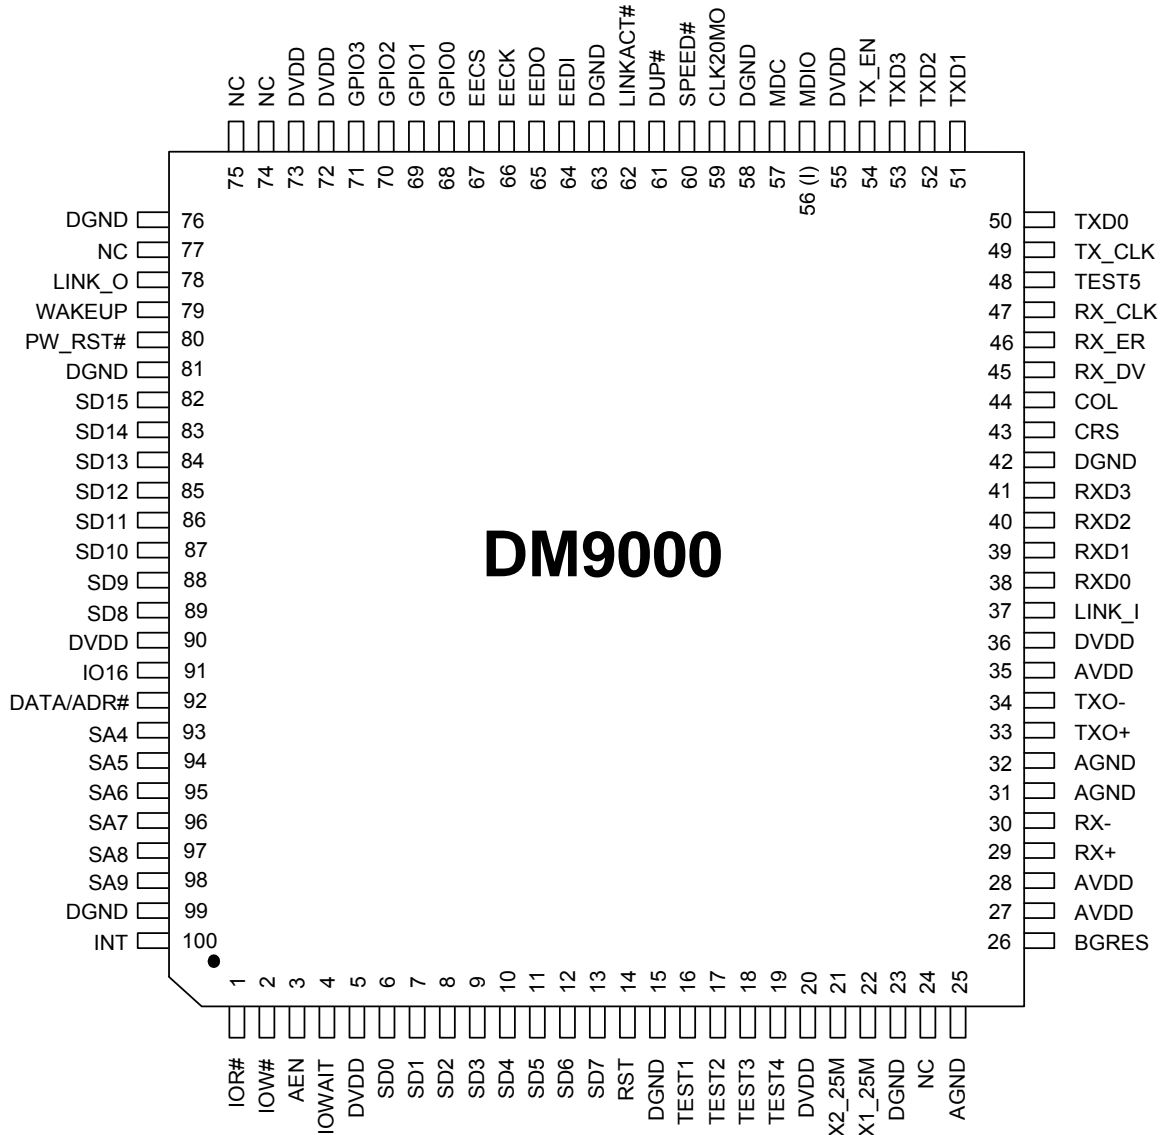 NC NC DVDD DVDD GPIO3 GPIO2 GPIO1 GPIO0 EECS EECK EEDO EEDI DGND LINKACT# DUP# SPEED# CLK20MO DGND MDC MDIO DVDD TX_EN TXD3 TXD2 TXD1
75 74 73 72 71 70 69 68 67 66 65 64 63 62 61 60 59 58 57 56 (I) 55 54 53 52 51
DGND 76 50 TXD0
NC 77 49 TX_CLK
LINK_O 78 48 TEST5
WAKEUP 79 47 RX_CLK
PW_RST# 80 46 RX_ER
DGND 81 45 RX_DV
SD15 82 44 COL
SD14 83 43 CRS
SD13 84 42 DGND
SD12 85 41 RXD3
SD11 86 40 RXD2
SD10 87 39 RXD1
DM9000
SD9 88 38 RXD0
SD8 89 37 LINK_I
DVDD 90 36 DVDD
IO16 91 35 AVDD
DATA/ADR# 92 34 TXO-
SA4 93 33 TXO+
SA5 94 32 AGND
SA6 95 31 AGND
SA7 96 30 RX-
SA8 97 29 RX+
SA9 98 28 AVDD
DGND 99 27 AVDD
INT 100 26 BGRES
1 2 3 4 5 6 7 8 9 10 11 12 13 14 15 16 17 18 19 20 21 22 23 24 25
IOR# IOW# AEN IOWAIT DVDD SD0 SD1 SD2 SD3 SD4 SD5 SD6 SD7 RST DGND TEST1 TEST2 TEST3 TEST4 DVDD X2_25M X1_25M DGND NC AGND